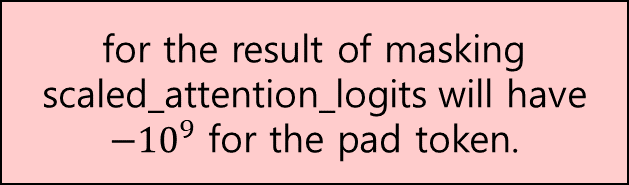 for the result of masking
scaled_attention_logits will have
−10⁹ for the pad token.